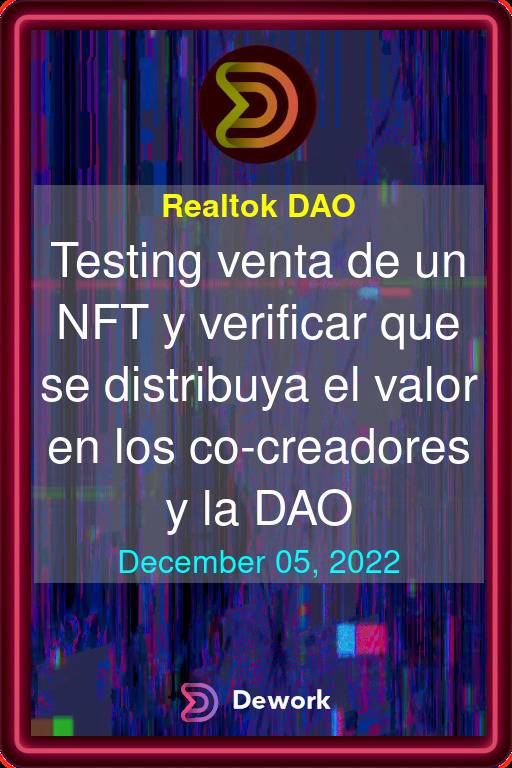 Realtok DAO
Testing venta de un
NFT y verificar que
se distribuya el valor
en los co-creadores
y la DAO
December 05, 2022
Dework